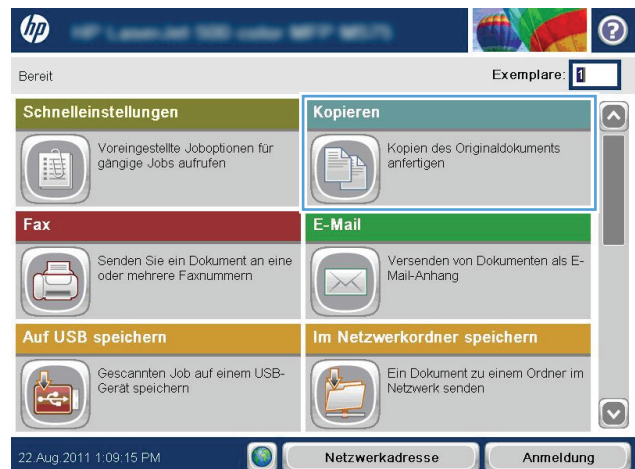 hp
Bereit
Exemplare: 1
Schnelleinstellungen
Voreingestellte Joboptionen für
gängige Jobs aufrufen
Kopieren
Kopien des Originaldokuments
anfertigen
Fax
Senden Sie ein Dokument an eine
oder mehrere Faxnummern
E-Mail
Versenden von Dokumenten als E-
Mail-Anhang
Auf USB speichern
Gescannten Job auf einem USB-
Gerät speichern
Im Netzwerkordner speichern
Ein Dokument zu einem Ordner im
Netzwerk senden
22.Aug.2011 1:09:15 PM
Netzwerkadresse
Anmeldung